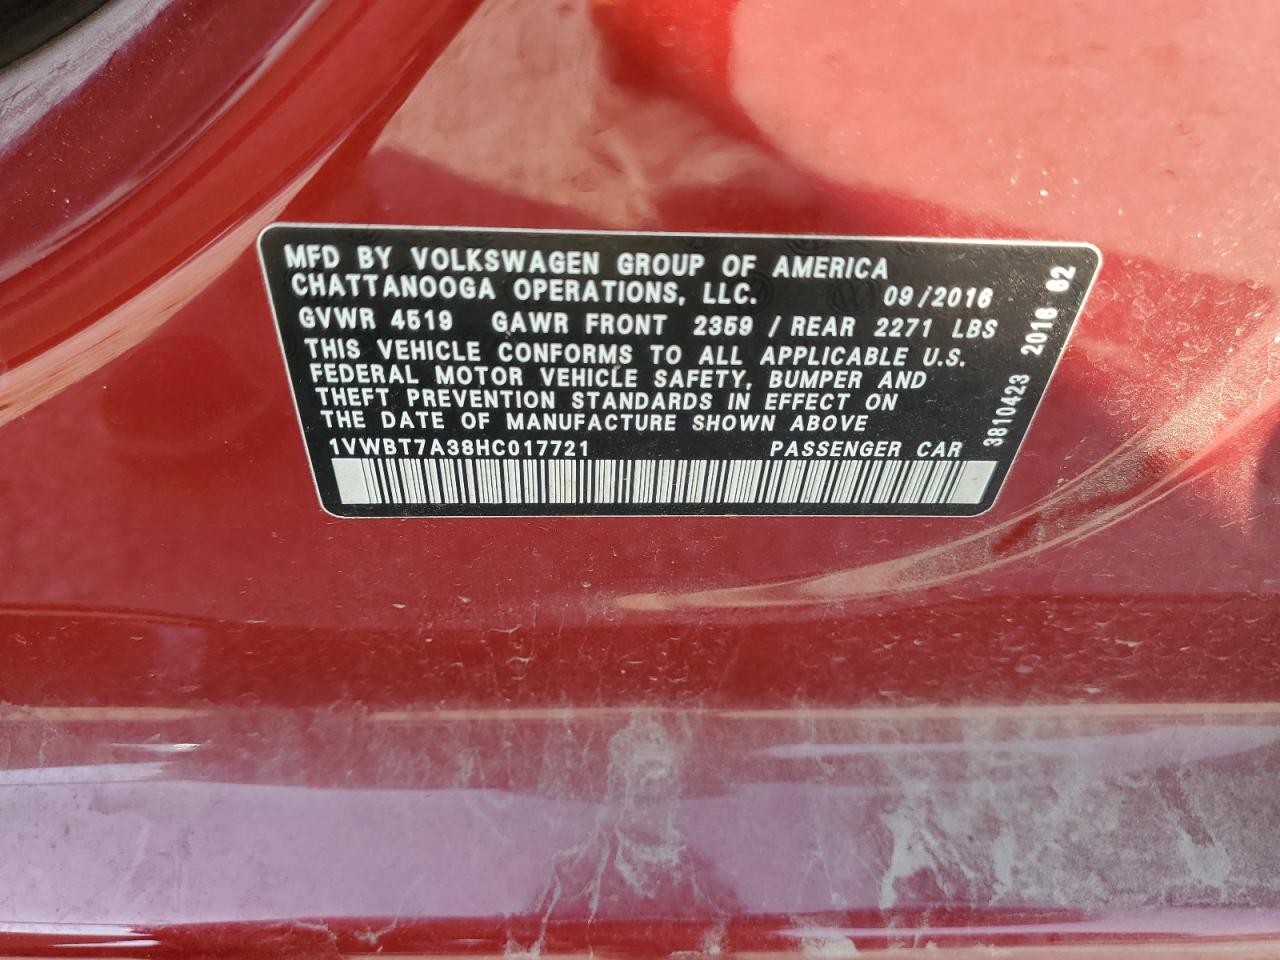 MFD BY VOLKSWAGEN GROUP OF AMERICA
CHATTANOOGA OPERATIONS, LLC. 09/2016
GVWR 4519 GAWR FRONT 2359 / REAR 2271 LBS
THIS VEHICLE CONFORMS TO ALL APPLICABLE U.S.
FEDERAL MOTOR VEHICLE SAFETY, BUMPER AND
THEFT PREVENTION STANDARDS IN EFFECT ON
THE DATE OF MANUFACTURE SHOWN ABOVE
1VWBT7A38HC017721 PASSENGER CAR
3810423 2016 62